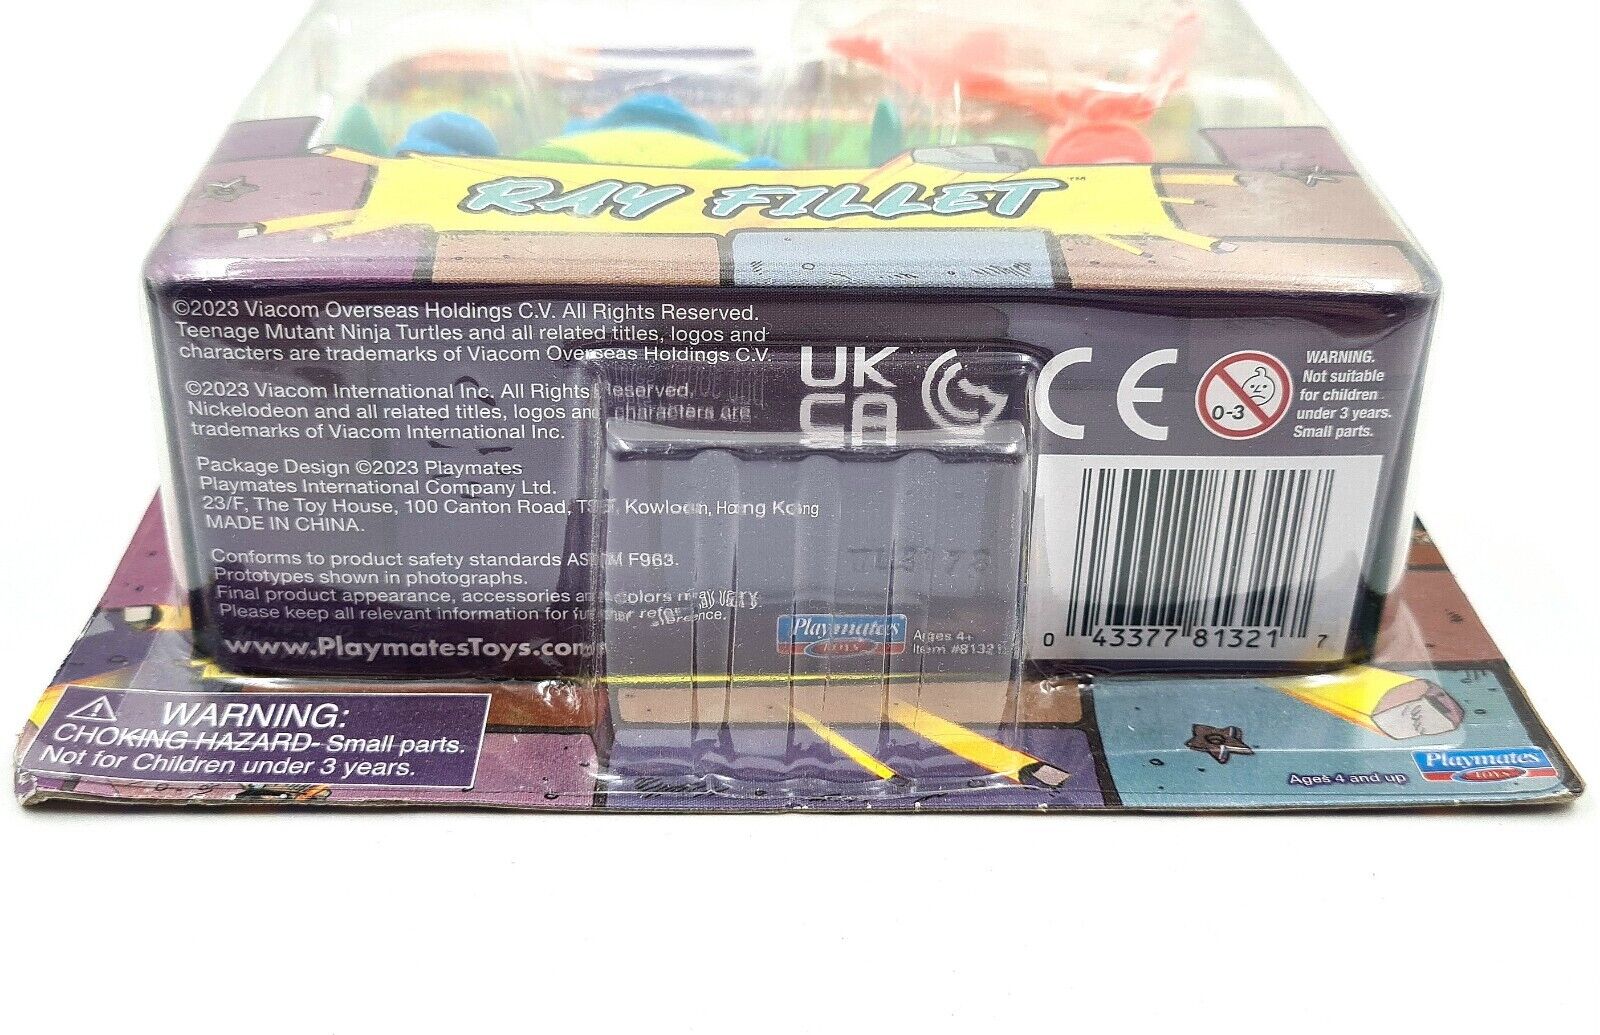 RAY FILLET™
©2023 Viacom Overseas Holdings C.V. All Rights Reserved.
Teenage Mutant Ninja Turtles and all related titles, logos and
characters are trademarks of Viacom Overseas Holdings C.V.
©2023 Viacom International Inc. All Rights Reserved.
Nickelodeon and all related titles, logos and characters are
trademarks of Viacom International Inc.
Package Design ©2023 Playmates
Playmates International Company Ltd.
23/F, The Toy House, 100 Canton Road, TST, Kowloon, Hong Kong
MADE IN CHINA.
Conforms to product safety standards ASTM F963.
Prototypes shown in photographs.
Final product appearance, accessories and colors may vary.
Please keep all relevant information for further reference.
www.PlaymatesToys.com
UK
CA
CE
0-3
WARNING.
Not suitable
for children
under 3 years.
Small parts.
Playmates
TOYS
Ages 4+
Item #81321
0 43377 81321 7
WARNING:
CHOKING HAZARD- Small parts.
Not for Children under 3 years.
Ages 4 and up
Playmates
TOYS